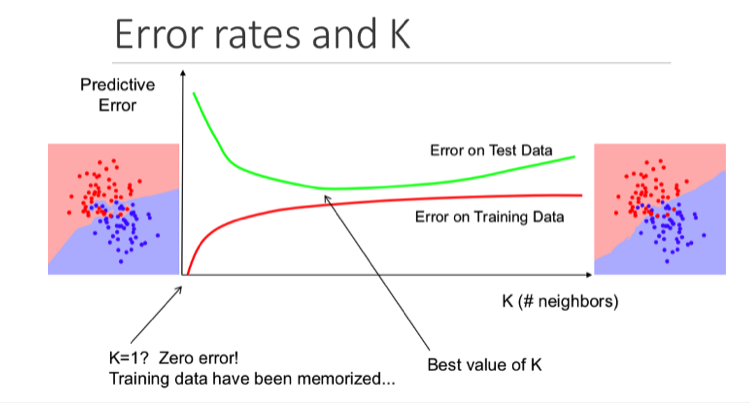 Error rates and K
Predictive
Error
Error on Test Data
Error on Training Data
K (# neighbors)
K=1?  Zero error!
Training data have been memorized...
Best value of K